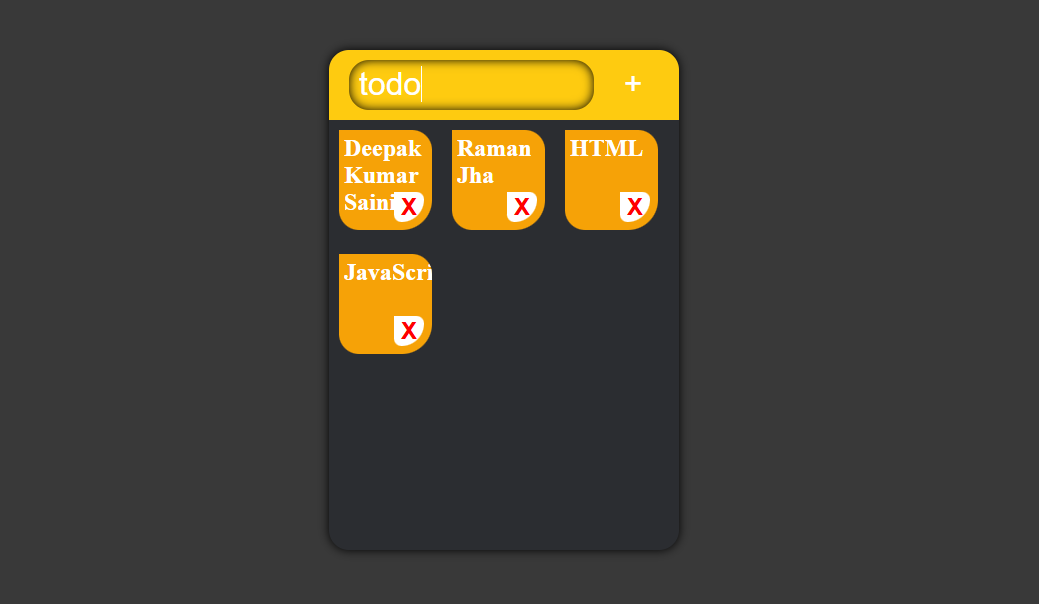 todo
+
Deepak
Kumar
Saini
X
Raman
Jha
X
HTML
X
JavaScri
X